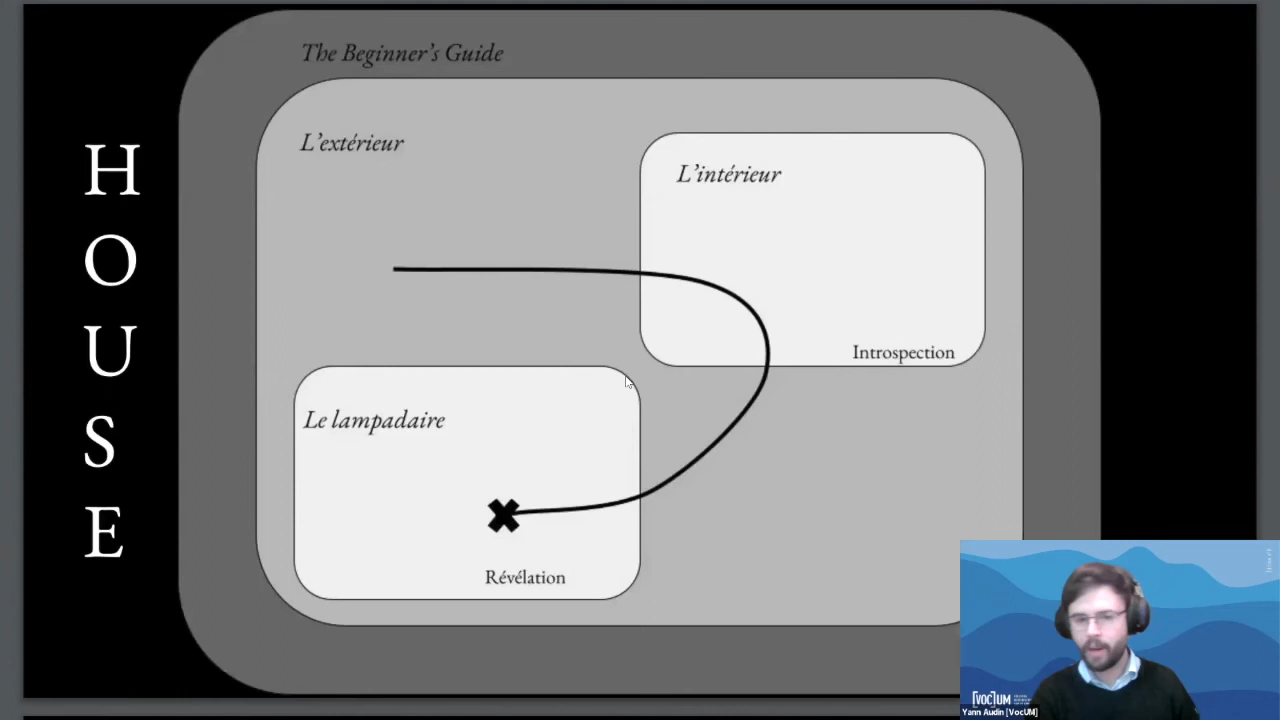 The Beginner's Guide
L'extérieur
L'intérieur
H
O
U
S
E
Introspection
Le lampadaire
Révélation
[VOC]UM
Yann Audin [VocUM]